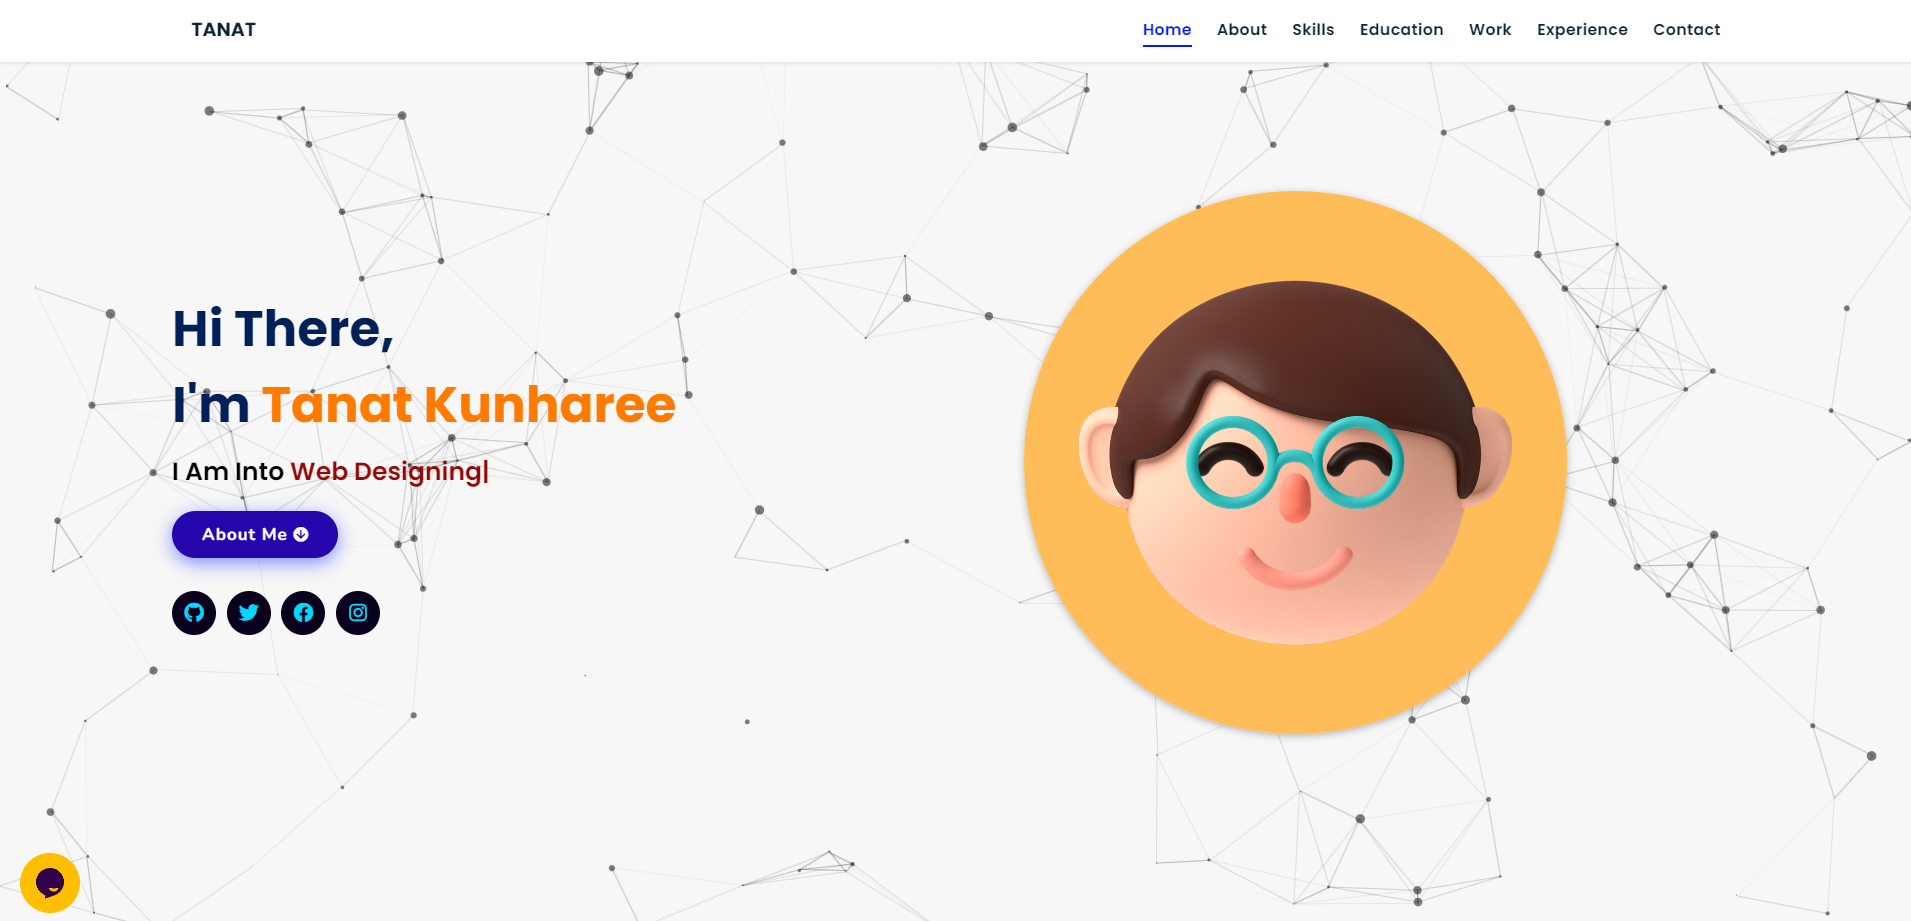 TANAT
Home About Skills Education Work Experience Contact
Hi There,
I'm Tanat Kunharee
I Am Into Web Designing|
About Me